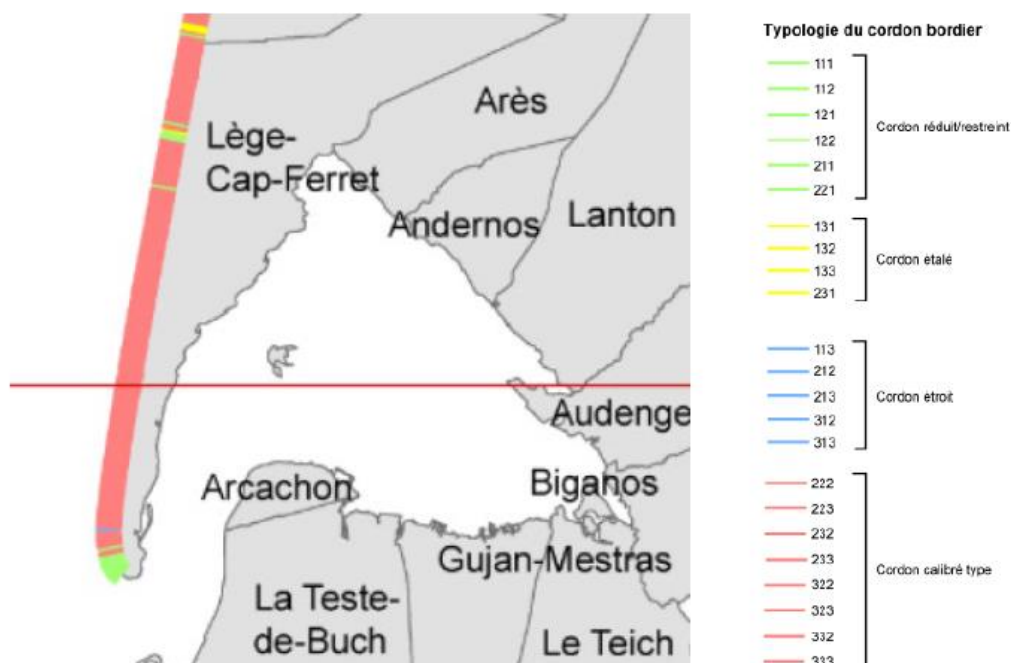 Arès
Lège-
Cap-Ferret
Andernos
Lanton
Audenge
Arcachon
Biganos
Gujan-Mestras
La Teste-
de-Buch
Le Teich
Typologie du cordon bordier
111
112
121
122
211
221
Cordon réduit/restreint
131
132
133
231
Cordon étalé
113
212
213
312
313
Cordon étroit
222
223
232
233
322
323
332
333
Cordon calibré type